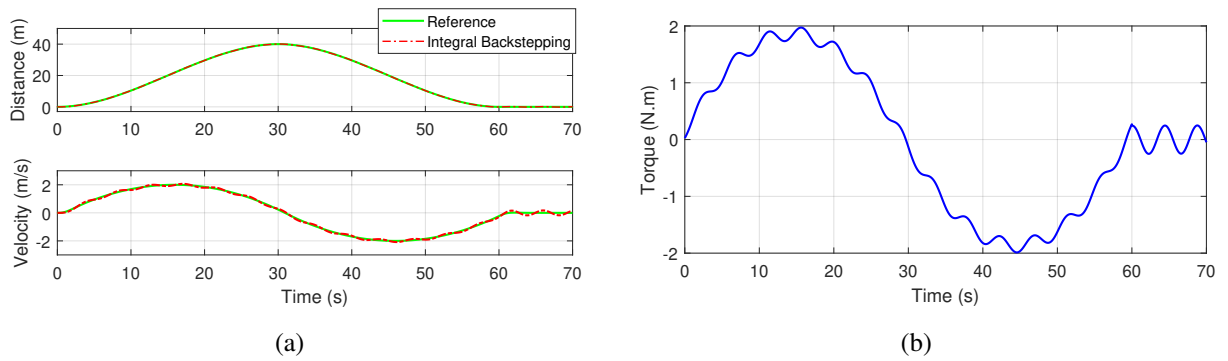 Reference
Integral Backstepping
Distance (m)
40
20
0
0 10 20 30 40 50 60 70
Velocity (m/s)
2
0
-2
0 10 20 30 40 50 60 70
Time (s)
(a)
Torque (N.m)
2
1
0
-1
-2
0 10 20 30 40 50 60 70
Time (s)
(b)